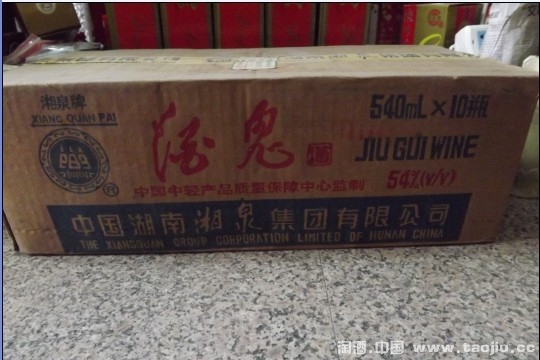 湘泉牌
XIANG QUAN PAI
酒鬼
酒
540mL×10瓶
JIU GUI WINE
54%(v/v)
中国中轻产品质量保障中心监制
中国湖南湘泉集团有限公司
THE XIANGQUAN GROUP CORPORATION LIMITED OF HUNAN CHINA
淘酒.中国 www.taojiu.cc